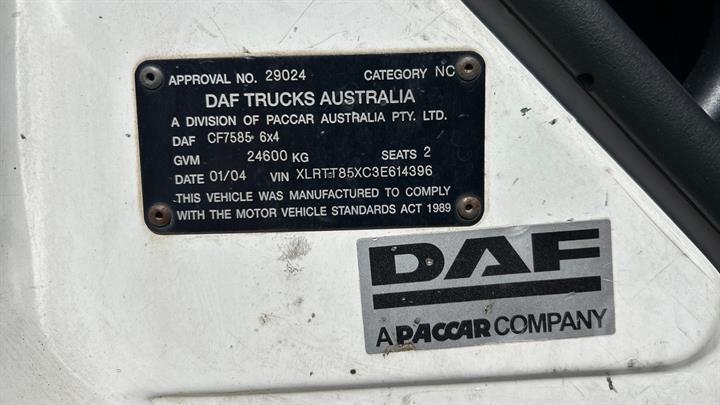 APPROVAL NO. 29024 CATEGORY NC
DAF TRUCKS AUSTRALIA
A DIVISION OF PACCAR AUSTRALIA PTY. LTD.
DAF CF7585 6x4
GVM 24600 KG SEATS 2
DATE 01/04 VIN XLRTT85XC3E614396
THIS VEHICLE WAS MANUFACTURED TO COMPLY
WITH THE MOTOR VEHICLE STANDARDS ACT 1989
DAF
A PACCAR COMPANY